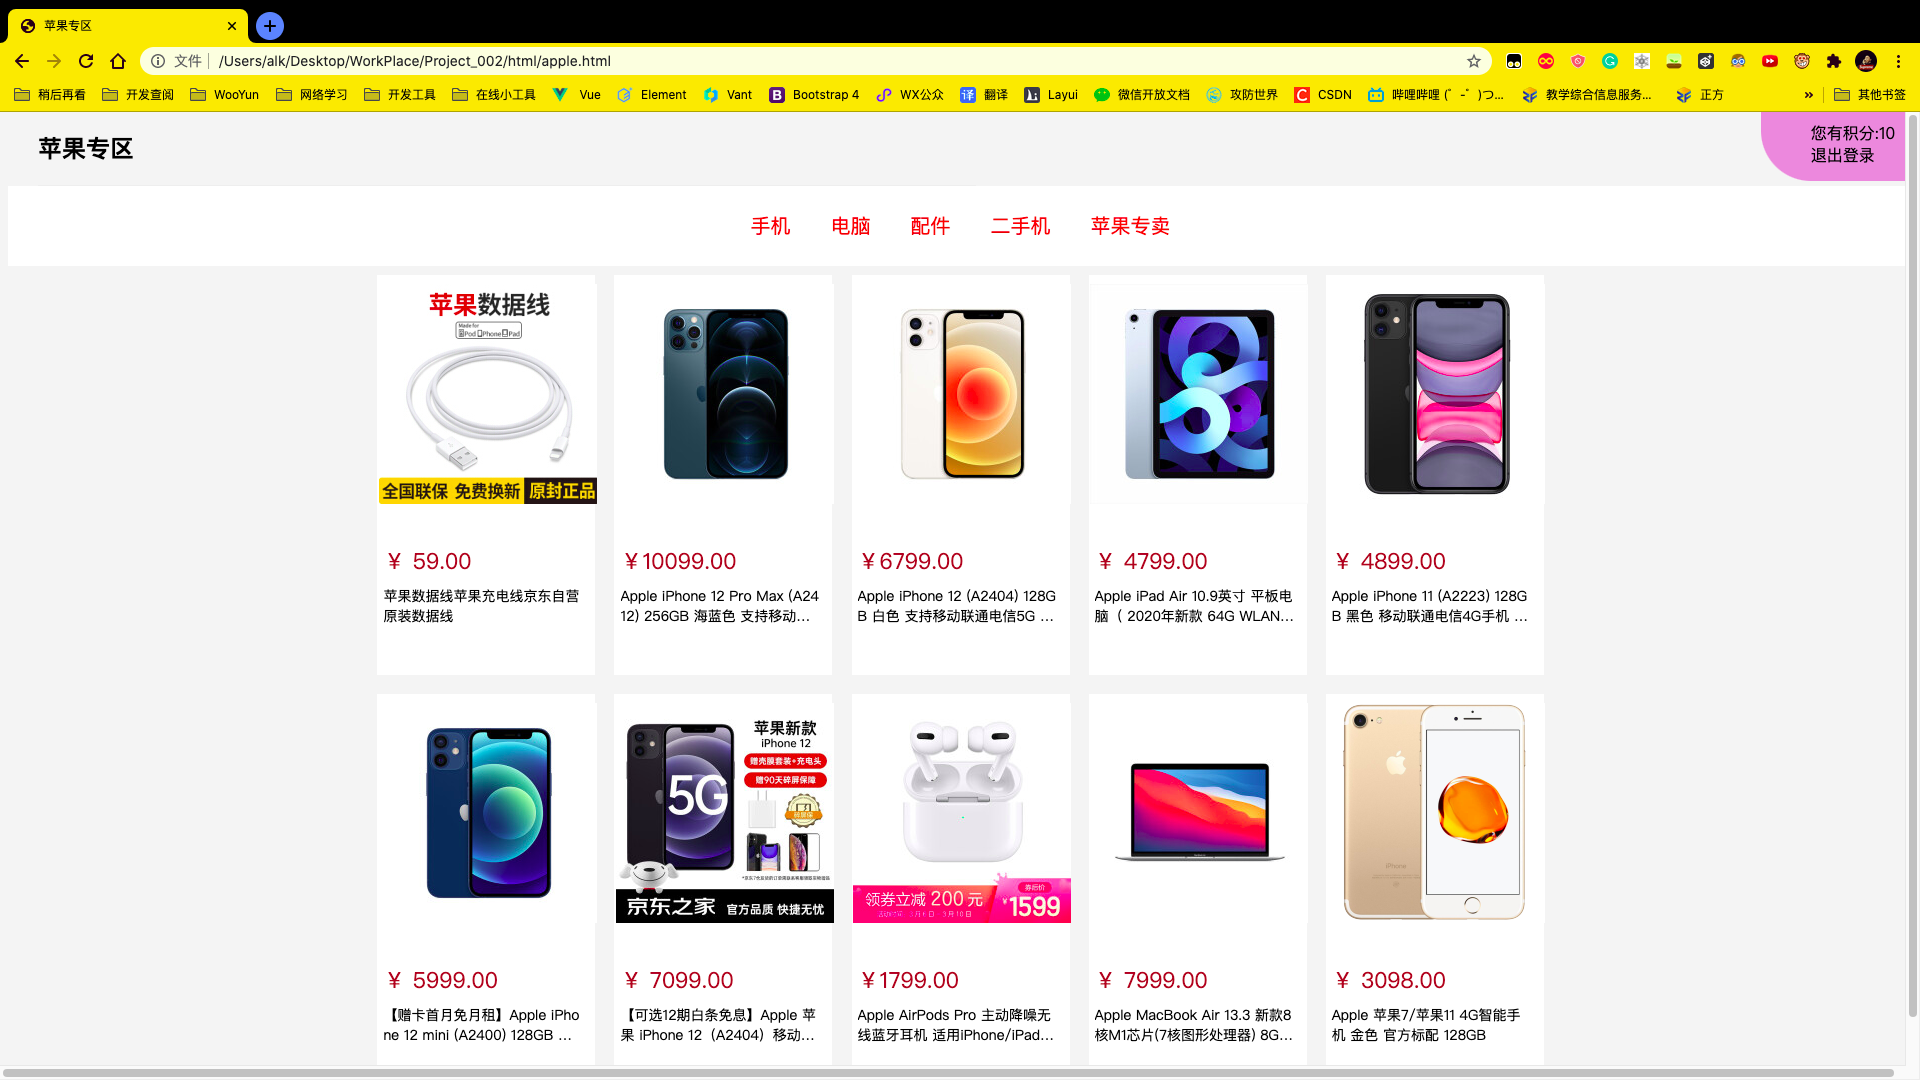 苹果专区
文件
/Users/alk/Desktop/WorkPlace/Project_002/html/apple.html
稍后再看 开发查阅 WooYun 网络学习 开发工具 在线小工具 Vue Element Vant Bootstrap 4 WX公众 翻译 Layui 微信开放文档 攻防世界 CSDN 哔哩哔哩 (゜-゜)つ... 教学综合信息服务... 正方 » 其他书签
苹果专区
您有积分:10
退出登录
手机 电脑 配件 二手机 苹果专卖
苹果数据线
Made for
iPod iPhone iPad
全国联保 免费换新 原封正品
¥ 59.00
苹果数据线苹果充电线京东自营
原装数据线
¥10099.00
Apple iPhone 12 Pro Max (A24
12) 256GB 海蓝色 支持移动...
¥6799.00
Apple iPhone 12 (A2404) 128G
B 白色 支持移动联通电信5G ...
¥ 4799.00
Apple iPad Air 10.9英寸 平板电
脑（ 2020年新款 64G WLAN...
¥ 4899.00
Apple iPhone 11 (A2223) 128G
B 黑色 移动联通电信4G手机 ...
¥ 5999.00
【赠卡首月免月租】Apple iPho
ne 12 mini (A2400) 128GB ...
苹果新款
iPhone 12
赠壳膜套装+充电头
赠90天碎屏保障
5G
京东之家 官方品质 快捷无忧
¥ 7099.00
【可选12期白条免息】Apple 苹
果 iPhone 12（A2404）移动...
领券立减 200 元
券后价
¥1599
¥1799.00
Apple AirPods Pro 主动降噪无
线蓝牙耳机 适用iPhone/iPad...
¥ 7999.00
Apple MacBook Air 13.3 新款8
核M1芯片(7核图形处理器) 8G...
iPhone
¥ 3098.00
Apple 苹果7/苹果11 4G智能手
机 金色 官方标配 128GB